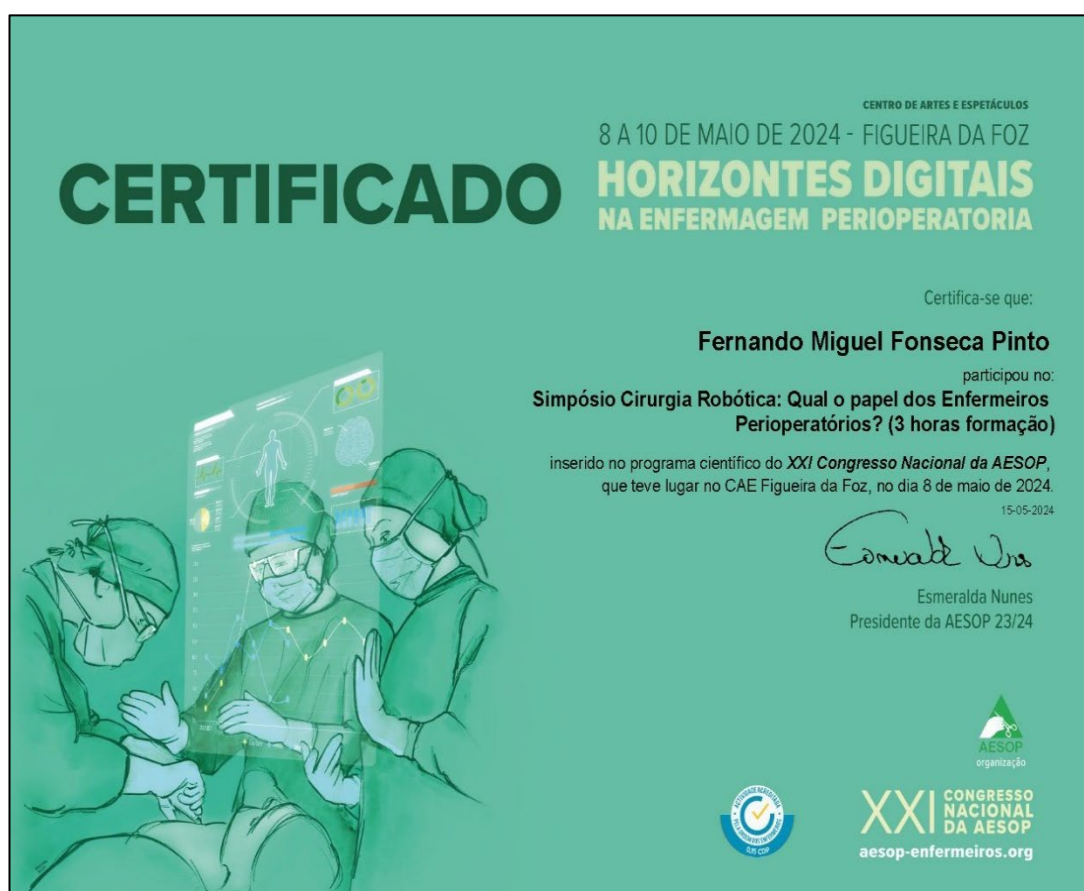 CENTRO DE ARTES E ESPETÁCULOS
8 A 10 DE MAIO DE 2024 - FIGUEIRA DA FOZ
CERTIFICADO
HORIZONTES DIGITAIS
NA ENFERMAGEM PERIOPERATORIA
Certifica-se que:
Fernando Miguel Fonseca Pinto
participou no:
Simpósio Cirurgia Robótica: Qual o papel dos Enfermeiros
Perioperatórios? (3 horas formação)
inserido no programa científico do XXI Congresso Nacional da AESOP,
que teve lugar no CAE Figueira da Foz, no dia 8 de maio de 2024.
15-05-2024
Esmeralda Nunes
Presidente da AESOP 23/24
AESOP
organização
XXI CONGRESSO
NACIONAL
DA AESOP
aesop-enfermeiros.org